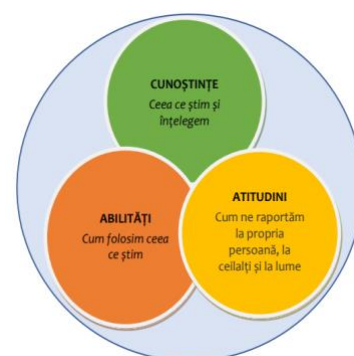 CUNOȘTINȚE
Ceea ce știm și
înțelegem
ABILITĂȚI
Cum folosim ceea
ce știm
ATITUDINI
Cum ne raportăm
la propria
persoană, la
ceilalți și la lume